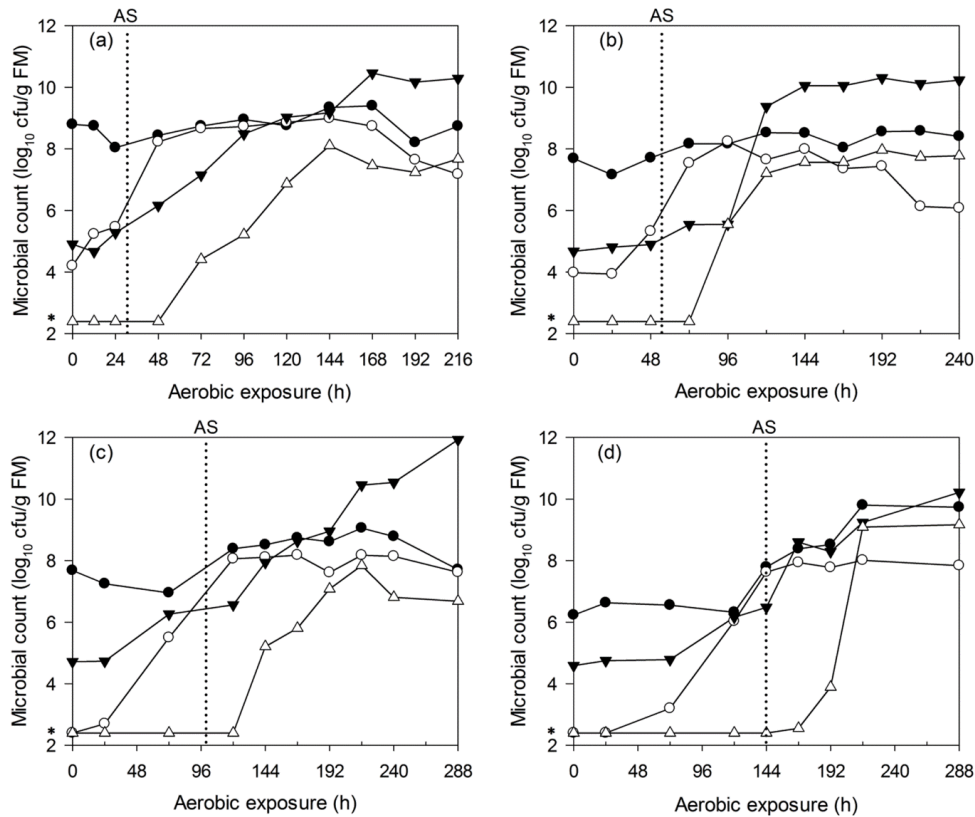 AS
(a)
Microbial count (log10 cfu/g FM)
12
10
8
6
4
*
2
0 24 48 72 96 120 144 168 192 216
Aerobic exposure (h)
AS
(b)
Microbial count (log10 cfu/g FM)
12
10
8
6
4
*
2
0 48 96 144 192 240
Aerobic exposure (h)
AS
(c)
Microbial count (log10 cfu/g FM)
12
10
8
6
4
*
2
0 48 96 144 192 240 288
Aerobic exposure (h)
AS
(d)
Microbial count (log10 cfu/g FM)
12
10
8
6
4
*
2
0 48 96 144 192 240 288
Aerobic exposure (h)